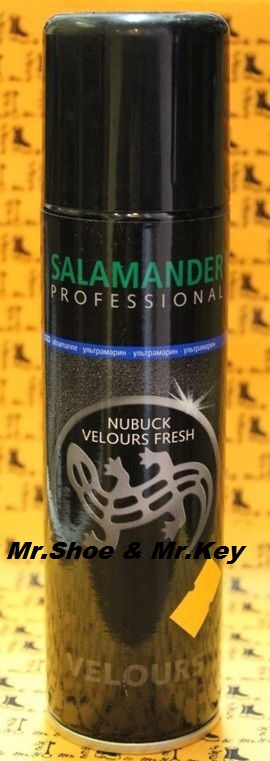 SALAMANDER
PROFESSIONAL
ultramarine · ультрамарин · ультрамарин · ультрамарин
NUBUCK
VELOURS FRESH
Mr.Shoe & Mr.Key
VELOURS